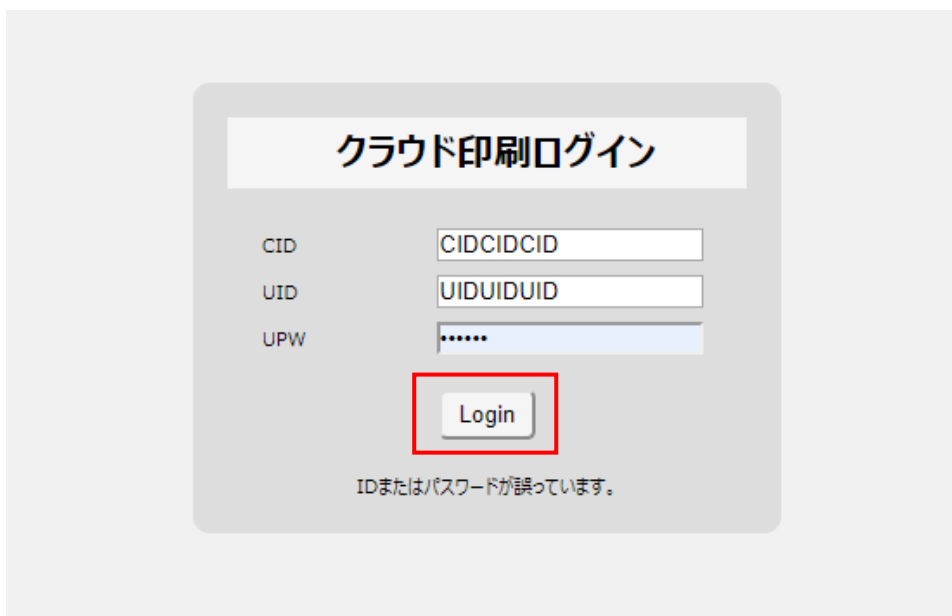 クラウド印刷ログイン
CID CIDCIDCID
UID UIDUIDUID
UPW ••••••
Login
IDまたはパスワードが誤っています。